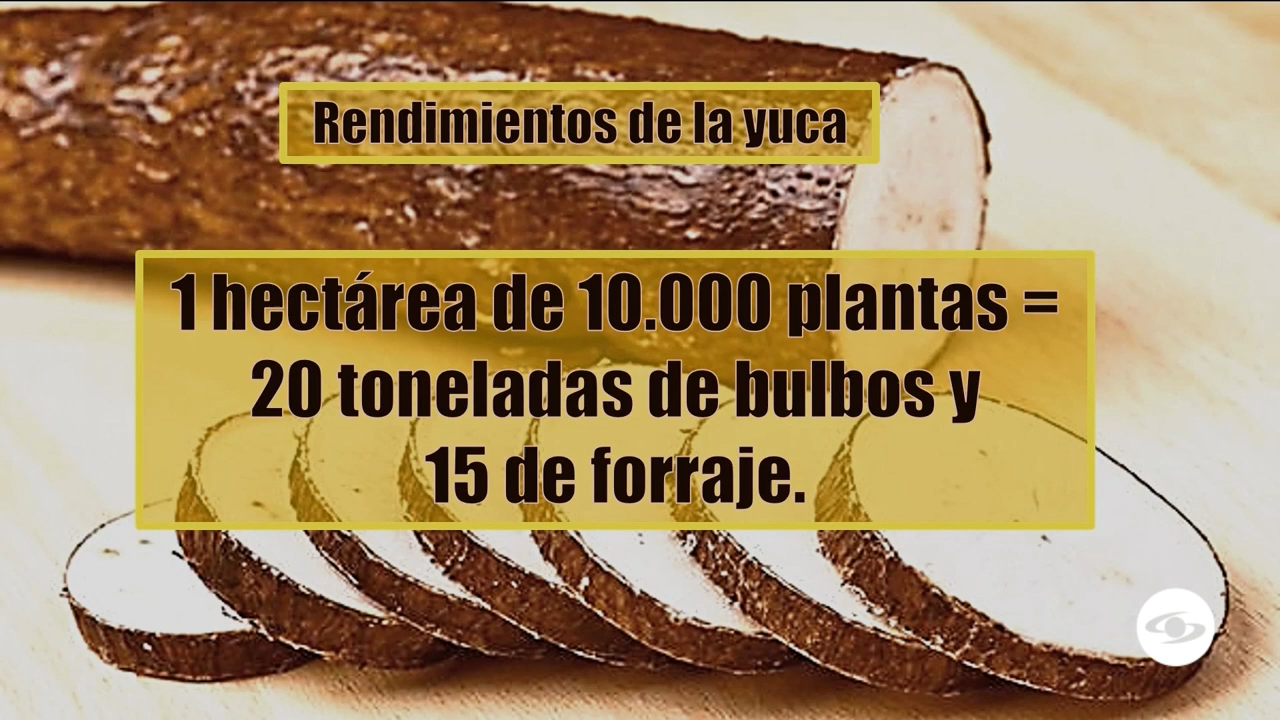 Rendimientos de la yuca
1 hectárea de 10.000 plantas =
20 toneladas de bulbos y
15 de forraje.